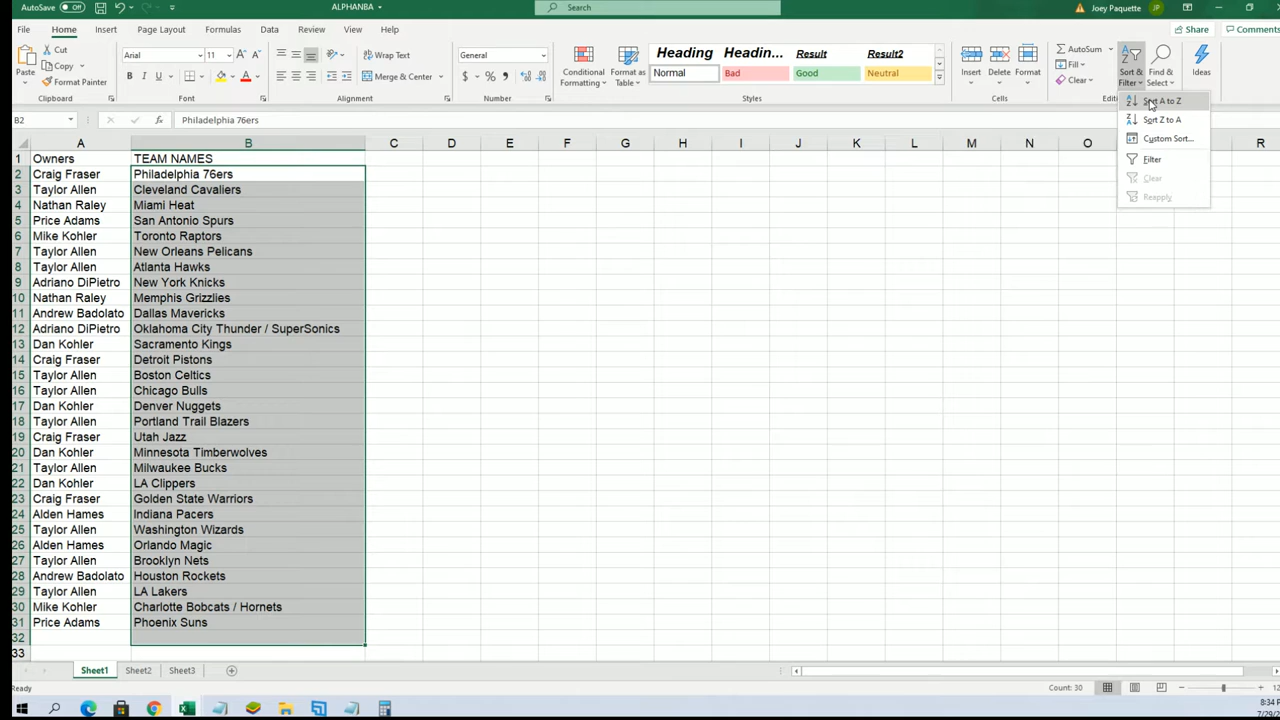 AutoSave Off ALPHANBA Search Joey Paquette JP
File Home Insert Page Layout Formulas Data Review View Help Share Comments
Paste Cut Copy Format Painter Clipboard
Arial 11 A A B I U A Font
Wrap Text Merge & Center Alignment
General $ % , Number
Conditional Formatting Format as Table Heading Headin... Result Result2
Normal Bad Good Neutral
Styles
Insert Delete Format Cells
AutoSum Fill Clear Sort & Filter Find & Select Ideas
Sort A to Z
Sort Z to A
Custom Sort...
Filter
Clear
Reapply
B2 fx Philadelphia 76ers
A B C D E F G H I J K L M N O R
1 Owners TEAM NAMES
2 Craig Fraser Philadelphia 76ers
3 Taylor Allen Cleveland Cavaliers
4 Nathan Raley Miami Heat
5 Price Adams San Antonio Spurs
6 Mike Kohler Toronto Raptors
7 Taylor Allen New Orleans Pelicans
8 Taylor Allen Atlanta Hawks
9 Adriano DiPietro New York Knicks
10 Nathan Raley Memphis Grizzlies
11 Andrew Badolato Dallas Mavericks
12 Adriano DiPietro Oklahoma City Thunder / SuperSonics
13 Dan Kohler Sacramento Kings
14 Craig Fraser Detroit Pistons
15 Taylor Allen Boston Celtics
16 Taylor Allen Chicago Bulls
17 Dan Kohler Denver Nuggets
18 Taylor Allen Portland Trail Blazers
19 Craig Fraser Utah Jazz
20 Dan Kohler Minnesota Timberwolves
21 Taylor Allen Milwaukee Bucks
22 Dan Kohler LA Clippers
23 Craig Fraser Golden State Warriors
24 Alden Hames Indiana Pacers
25 Taylor Allen Washington Wizards
26 Alden Hames Orlando Magic
27 Taylor Allen Brooklyn Nets
28 Andrew Badolato Houston Rockets
29 Taylor Allen LA Lakers
30 Mike Kohler Charlotte Bobcats / Hornets
31 Price Adams Phoenix Suns
32
33
Sheet1 Sheet2 Sheet3
Ready Count: 30
8:34 P